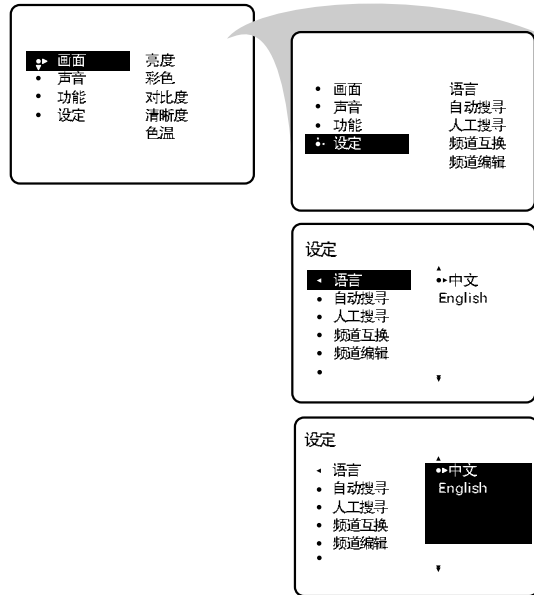 画面 亮度
声音 彩色
功能 对比度
设定 清晰度
色温
画面 语言
声音 自动搜寻
功能 人工搜寻
设定 频道互换
频道编辑
设定
语言 中文
自动搜寻 English
人工搜寻
频道互换
频道编辑
设定
语言 中文
自动搜寻 English
人工搜寻
频道互换
频道编辑